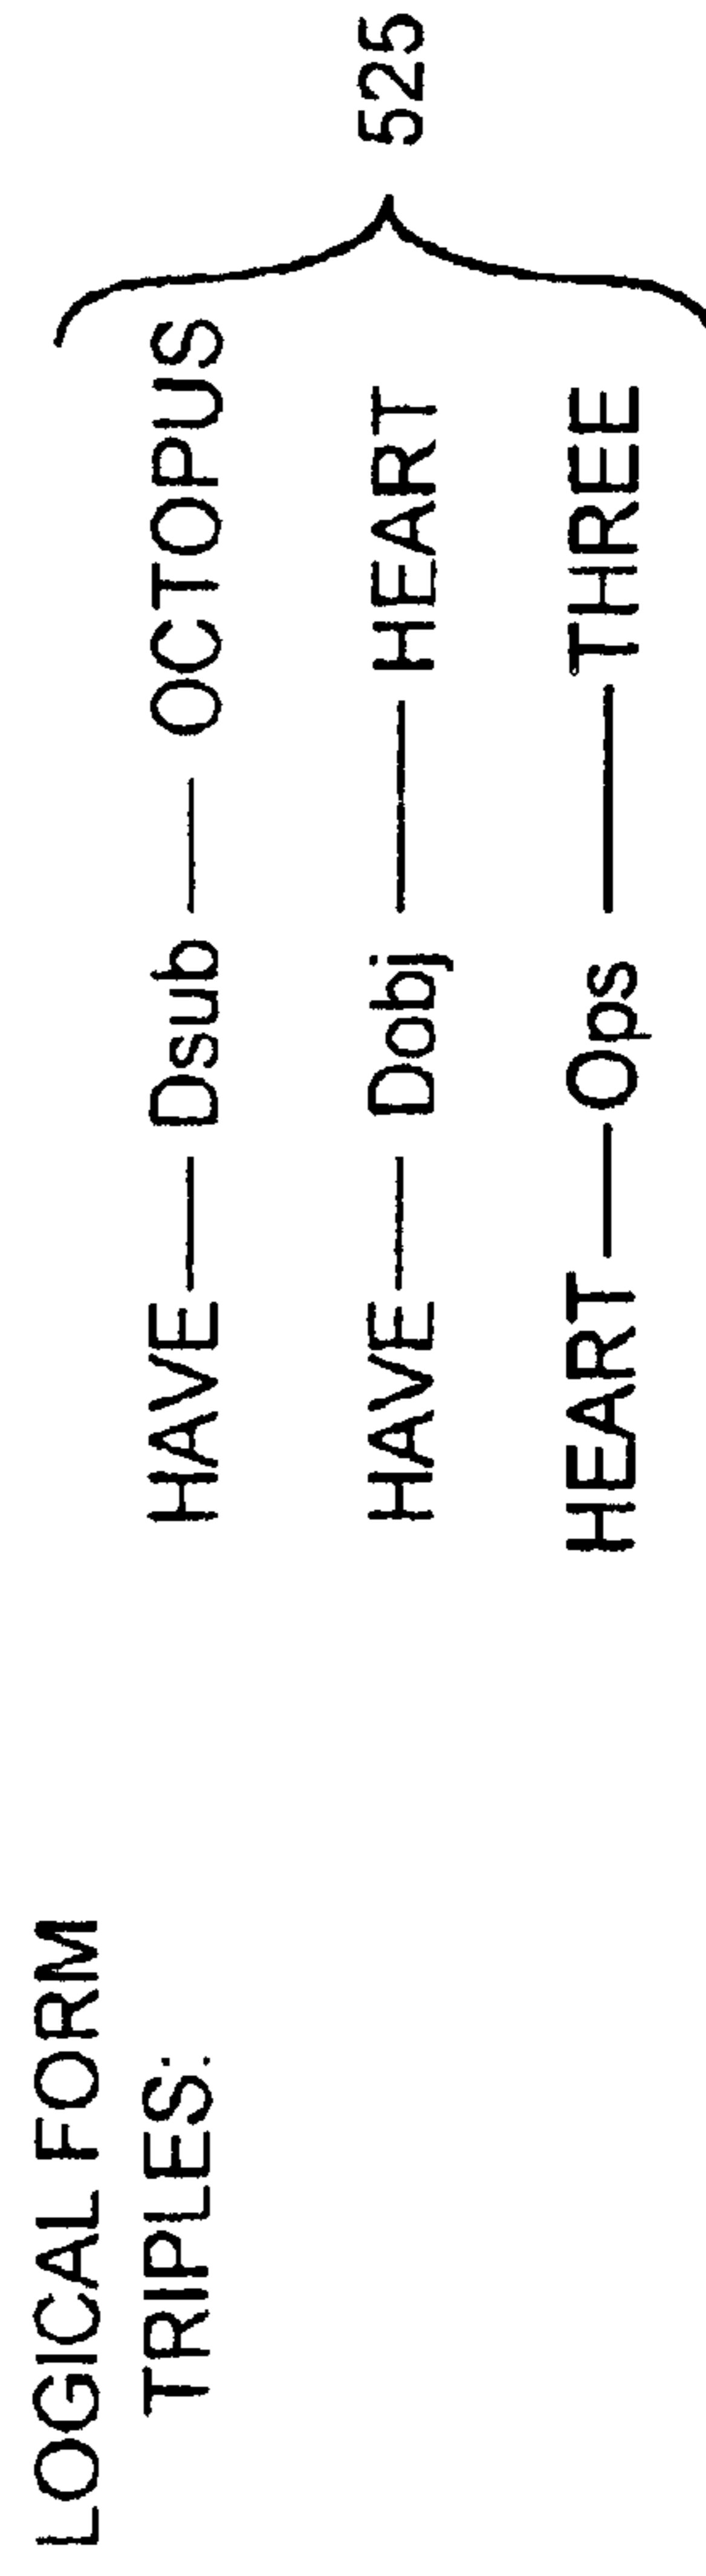 LOGICAL FORM
TRIPLES:
HAVE — Dsub — OCTOPUS
HAVE — Dobj — HEART
HEART — Ops — THREE
525